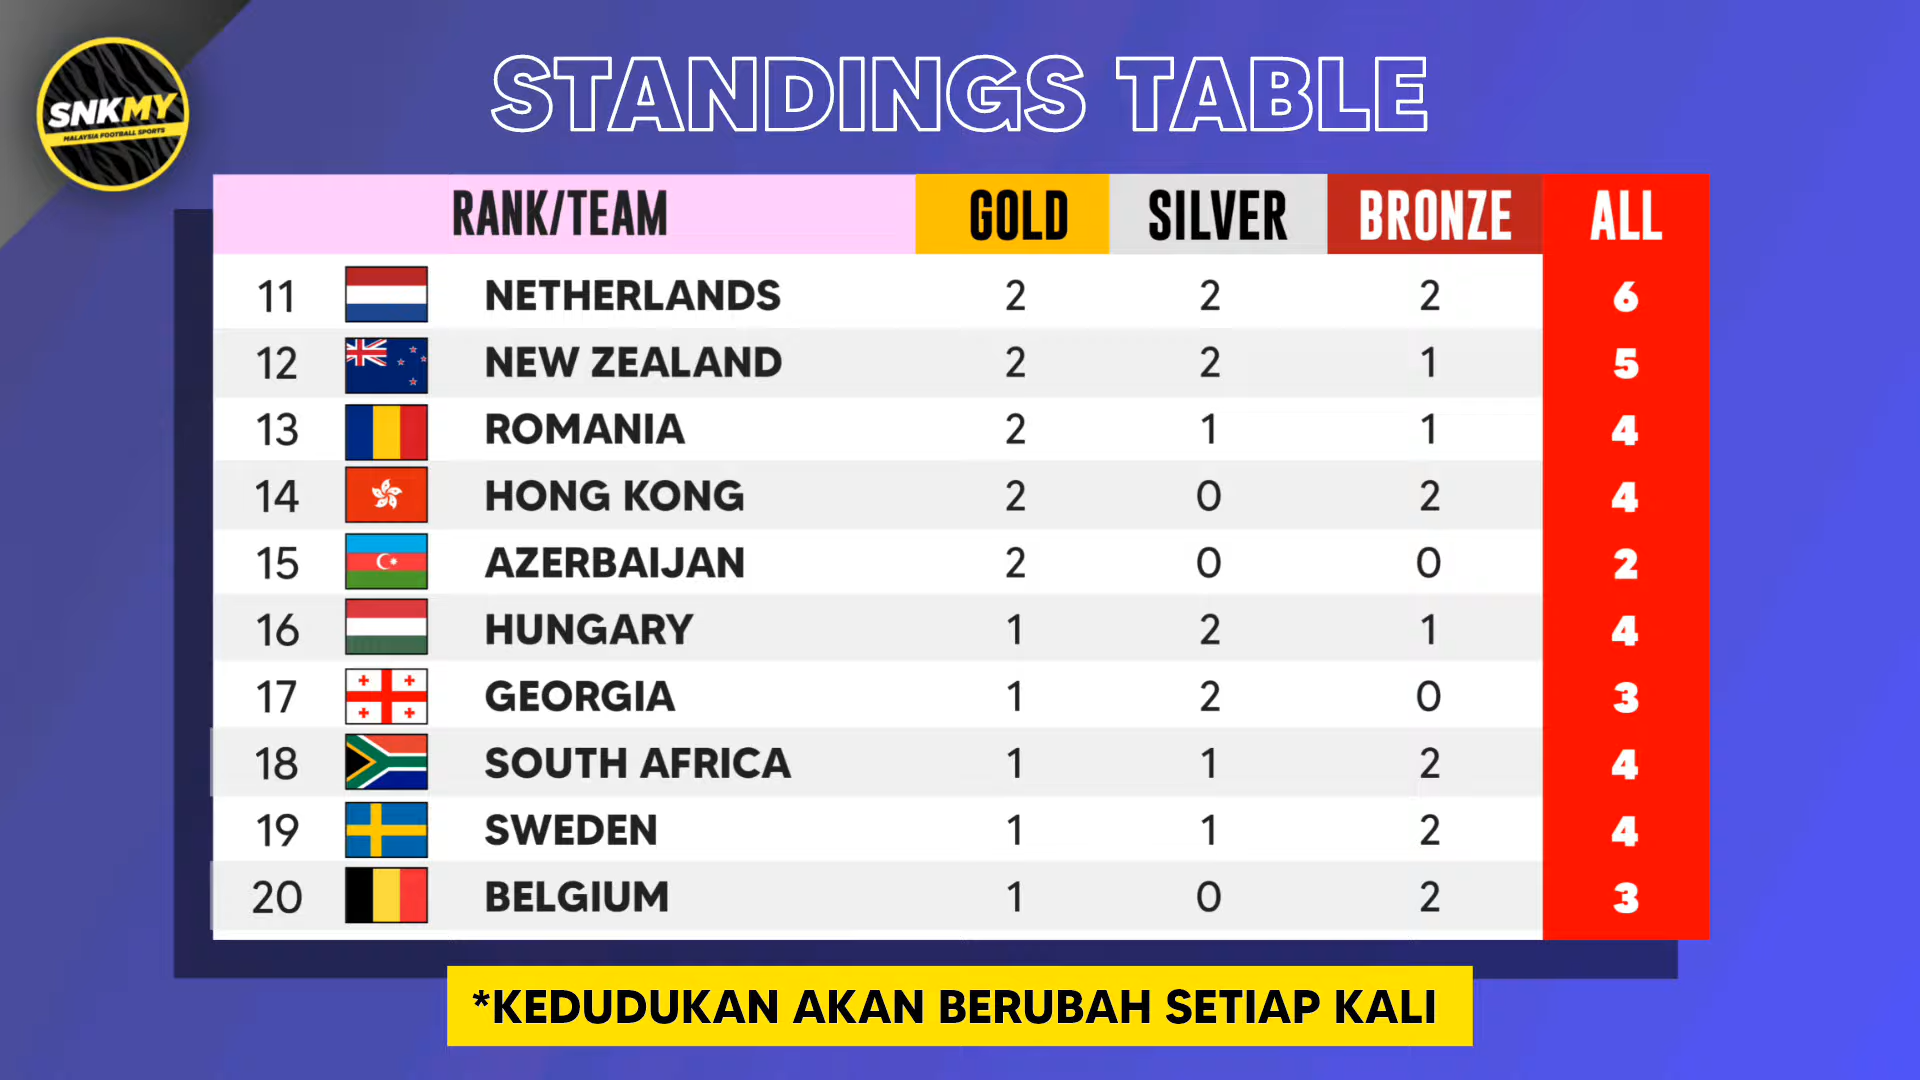 SNKMY
MALAYSIA FOOTBALL SPORTS
STANDINGS TABLE
RANK/TEAM GOLD SILVER BRONZE ALL
11 NETHERLANDS 2 2 2 6
12 NEW ZEALAND 2 2 1 5
13 ROMANIA 2 1 1 4
14 HONG KONG 2 0 2 4
15 AZERBAIJAN 2 0 0 2
16 HUNGARY 1 2 1 4
17 GEORGIA 1 2 0 3
18 SOUTH AFRICA 1 1 2 4
19 SWEDEN 1 1 2 4
20 BELGIUM 1 0 2 3
*KEDUDUKAN AKAN BERUBAH SETIAP KALI